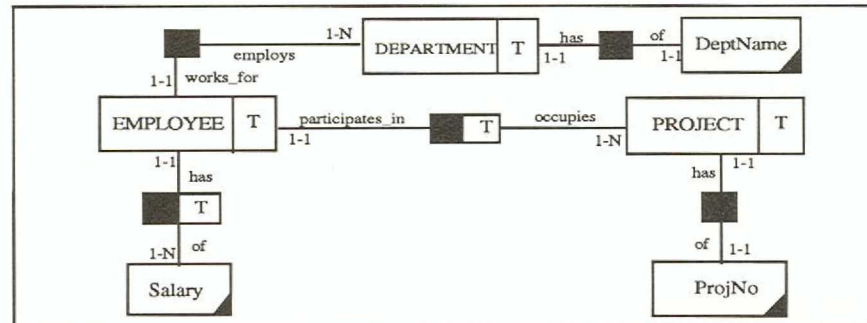 1-N
employs
DEPARTMENT T
1-1
has
of
1-1
DeptName
1-1
works_for
EMPLOYEE T
participates_in
1-1
T
occupies
1-N
PROJECT T
1-1
has
T
1-N
of
Salary
1-1
has
of
1-1
ProjNo